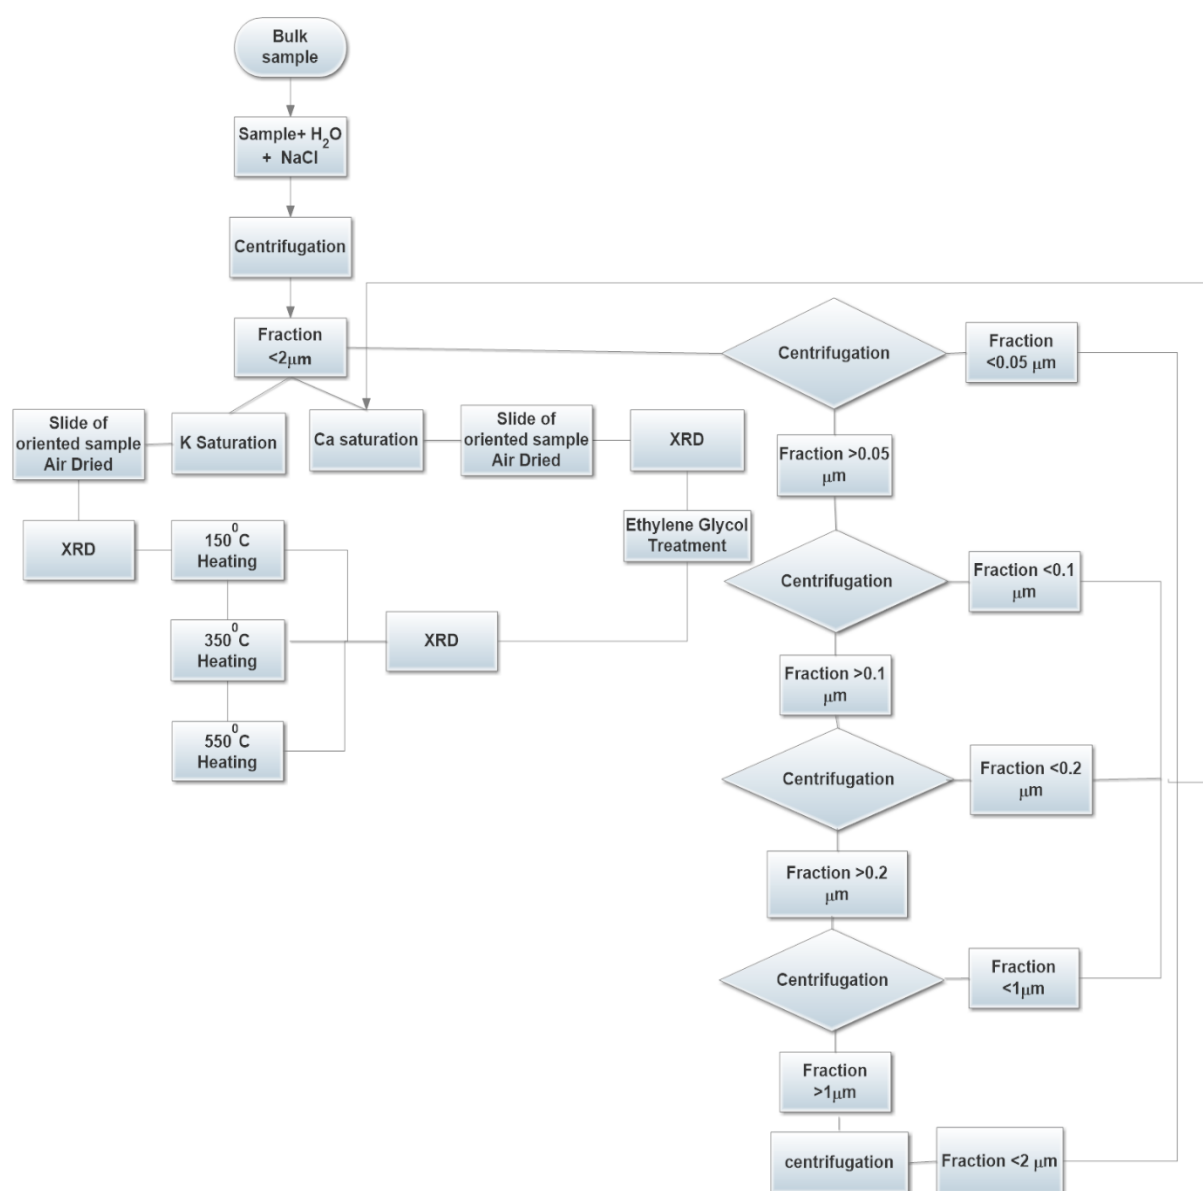 Bulk
sample
Sample+ H2O
+ NaCl
Centrifugation
Fraction
<2μm
K Saturation
Slide of
oriented sample
Air Dried
XRD
150⁰C
Heating
350⁰C
Heating
550⁰C
Heating
XRD
Ca saturation
Slide of
oriented sample
Air Dried
XRD
Ethylene Glycol
Treatment
Centrifugation
Fraction
<0.05 μm
Fraction >0.05
μm
Centrifugation
Fraction <0.1
μm
Fraction >0.1
μm
Centrifugation
Fraction <0.2
μm
Fraction >0.2
μm
Centrifugation
Fraction
<1μm
Fraction
>1μm
centrifugation
Fraction <2 μm